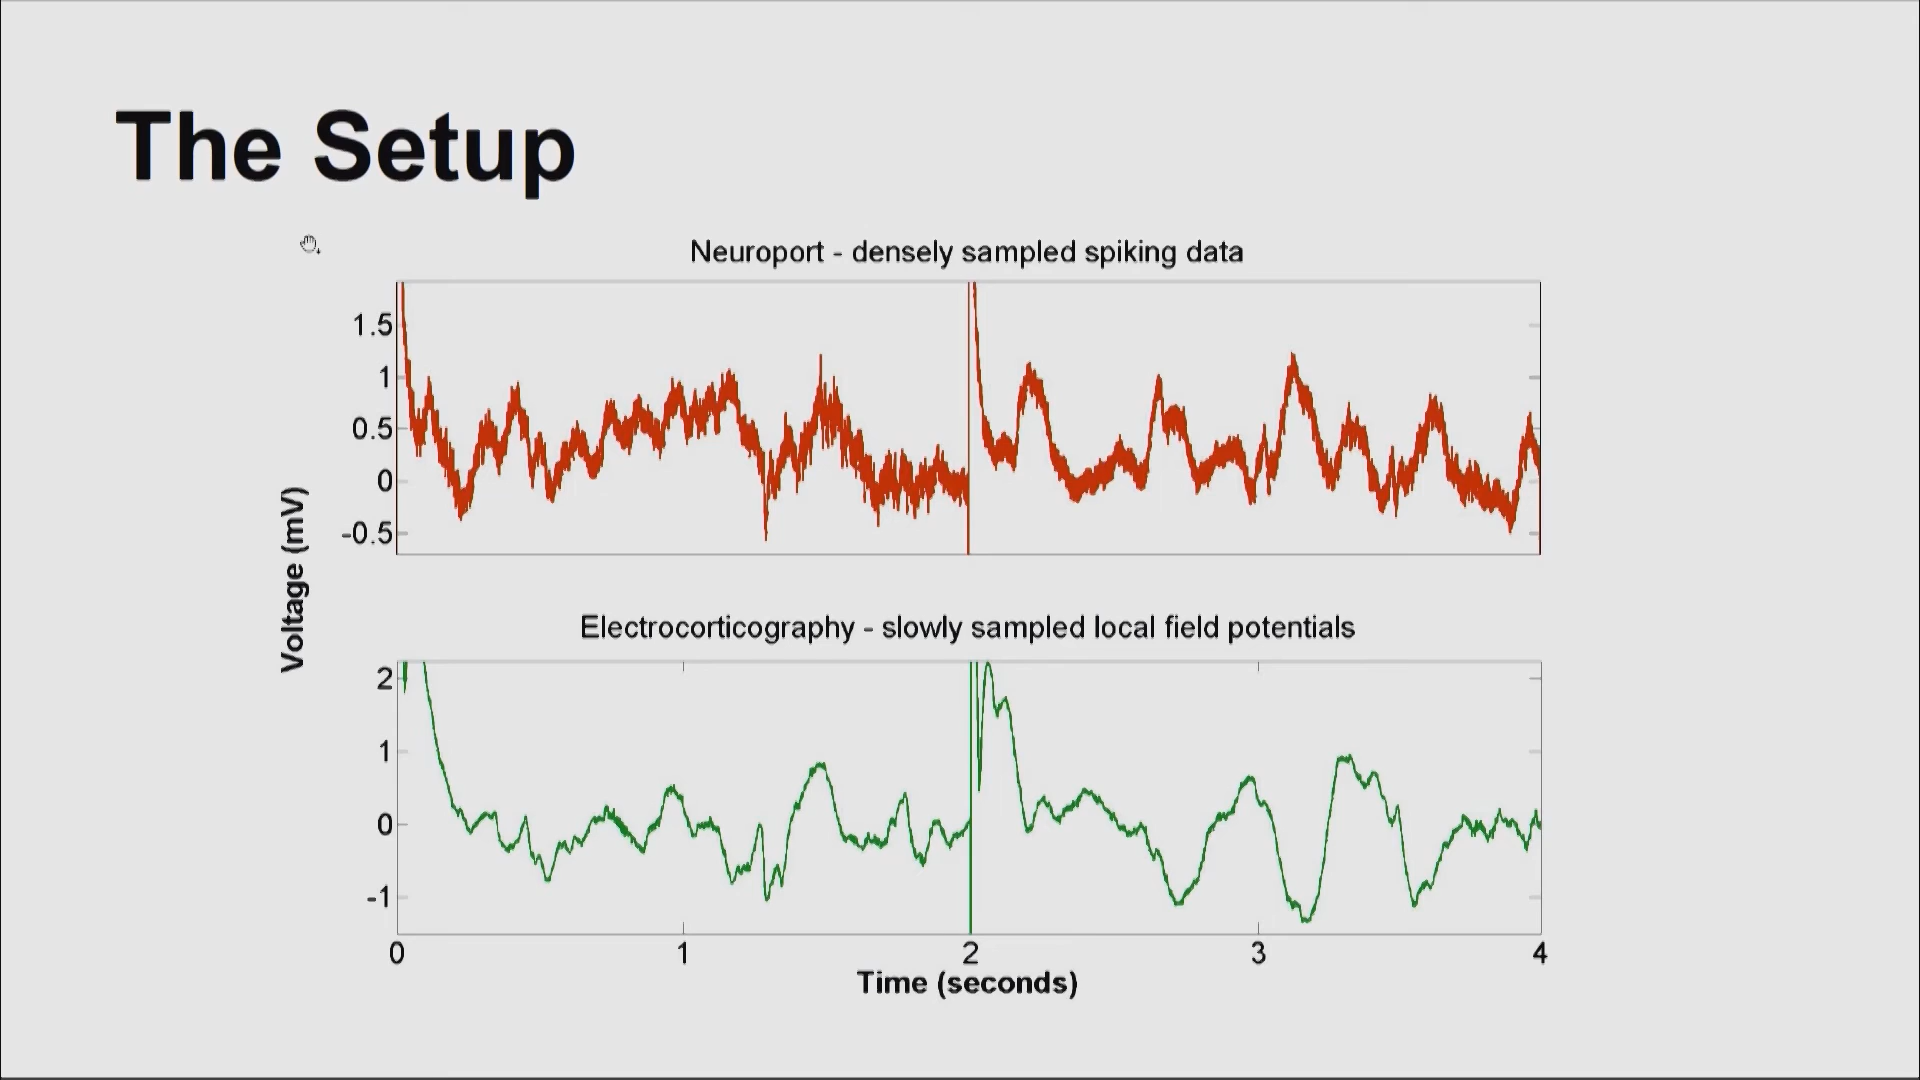 The Setup
Neuroport - densely sampled spiking data
1.5
1
0.5
0
-0.5
Voltage (mV)
Electrocorticography - slowly sampled local field potentials
2
1
0
-1
0 1 2 3 4
Time (seconds)